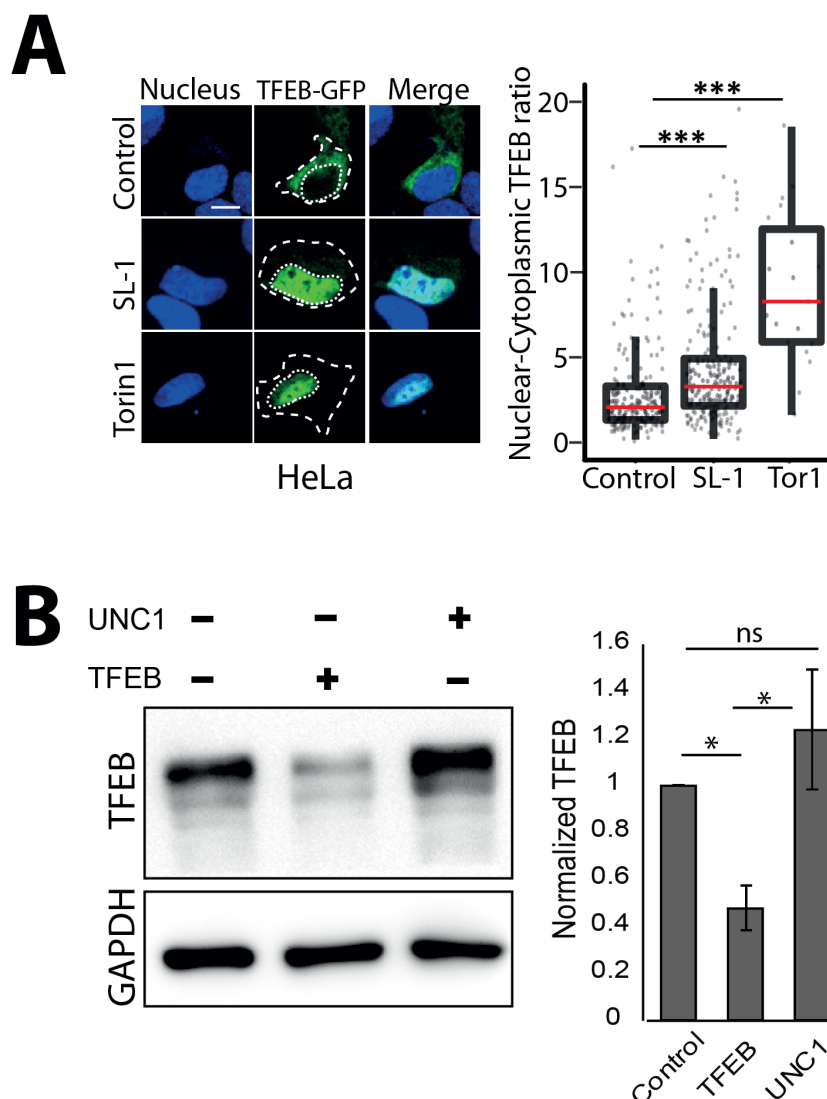 A
Nucleus TFEB-GFP Merge
Control
SL-1
Torin1
HeLa
Nuclear-Cytoplasmic TFEB ratio
20
15
10
5
0
***
***
Control SL-1 Tor1
B
UNC1 - - +
TFEB - + -
TFEB
GAPDH
Normalized TFEB
1.6
1.4
1.2
1
0.8
0.6
0.4
0.2
0
ns
*
*
Control
TFEB
UNC1